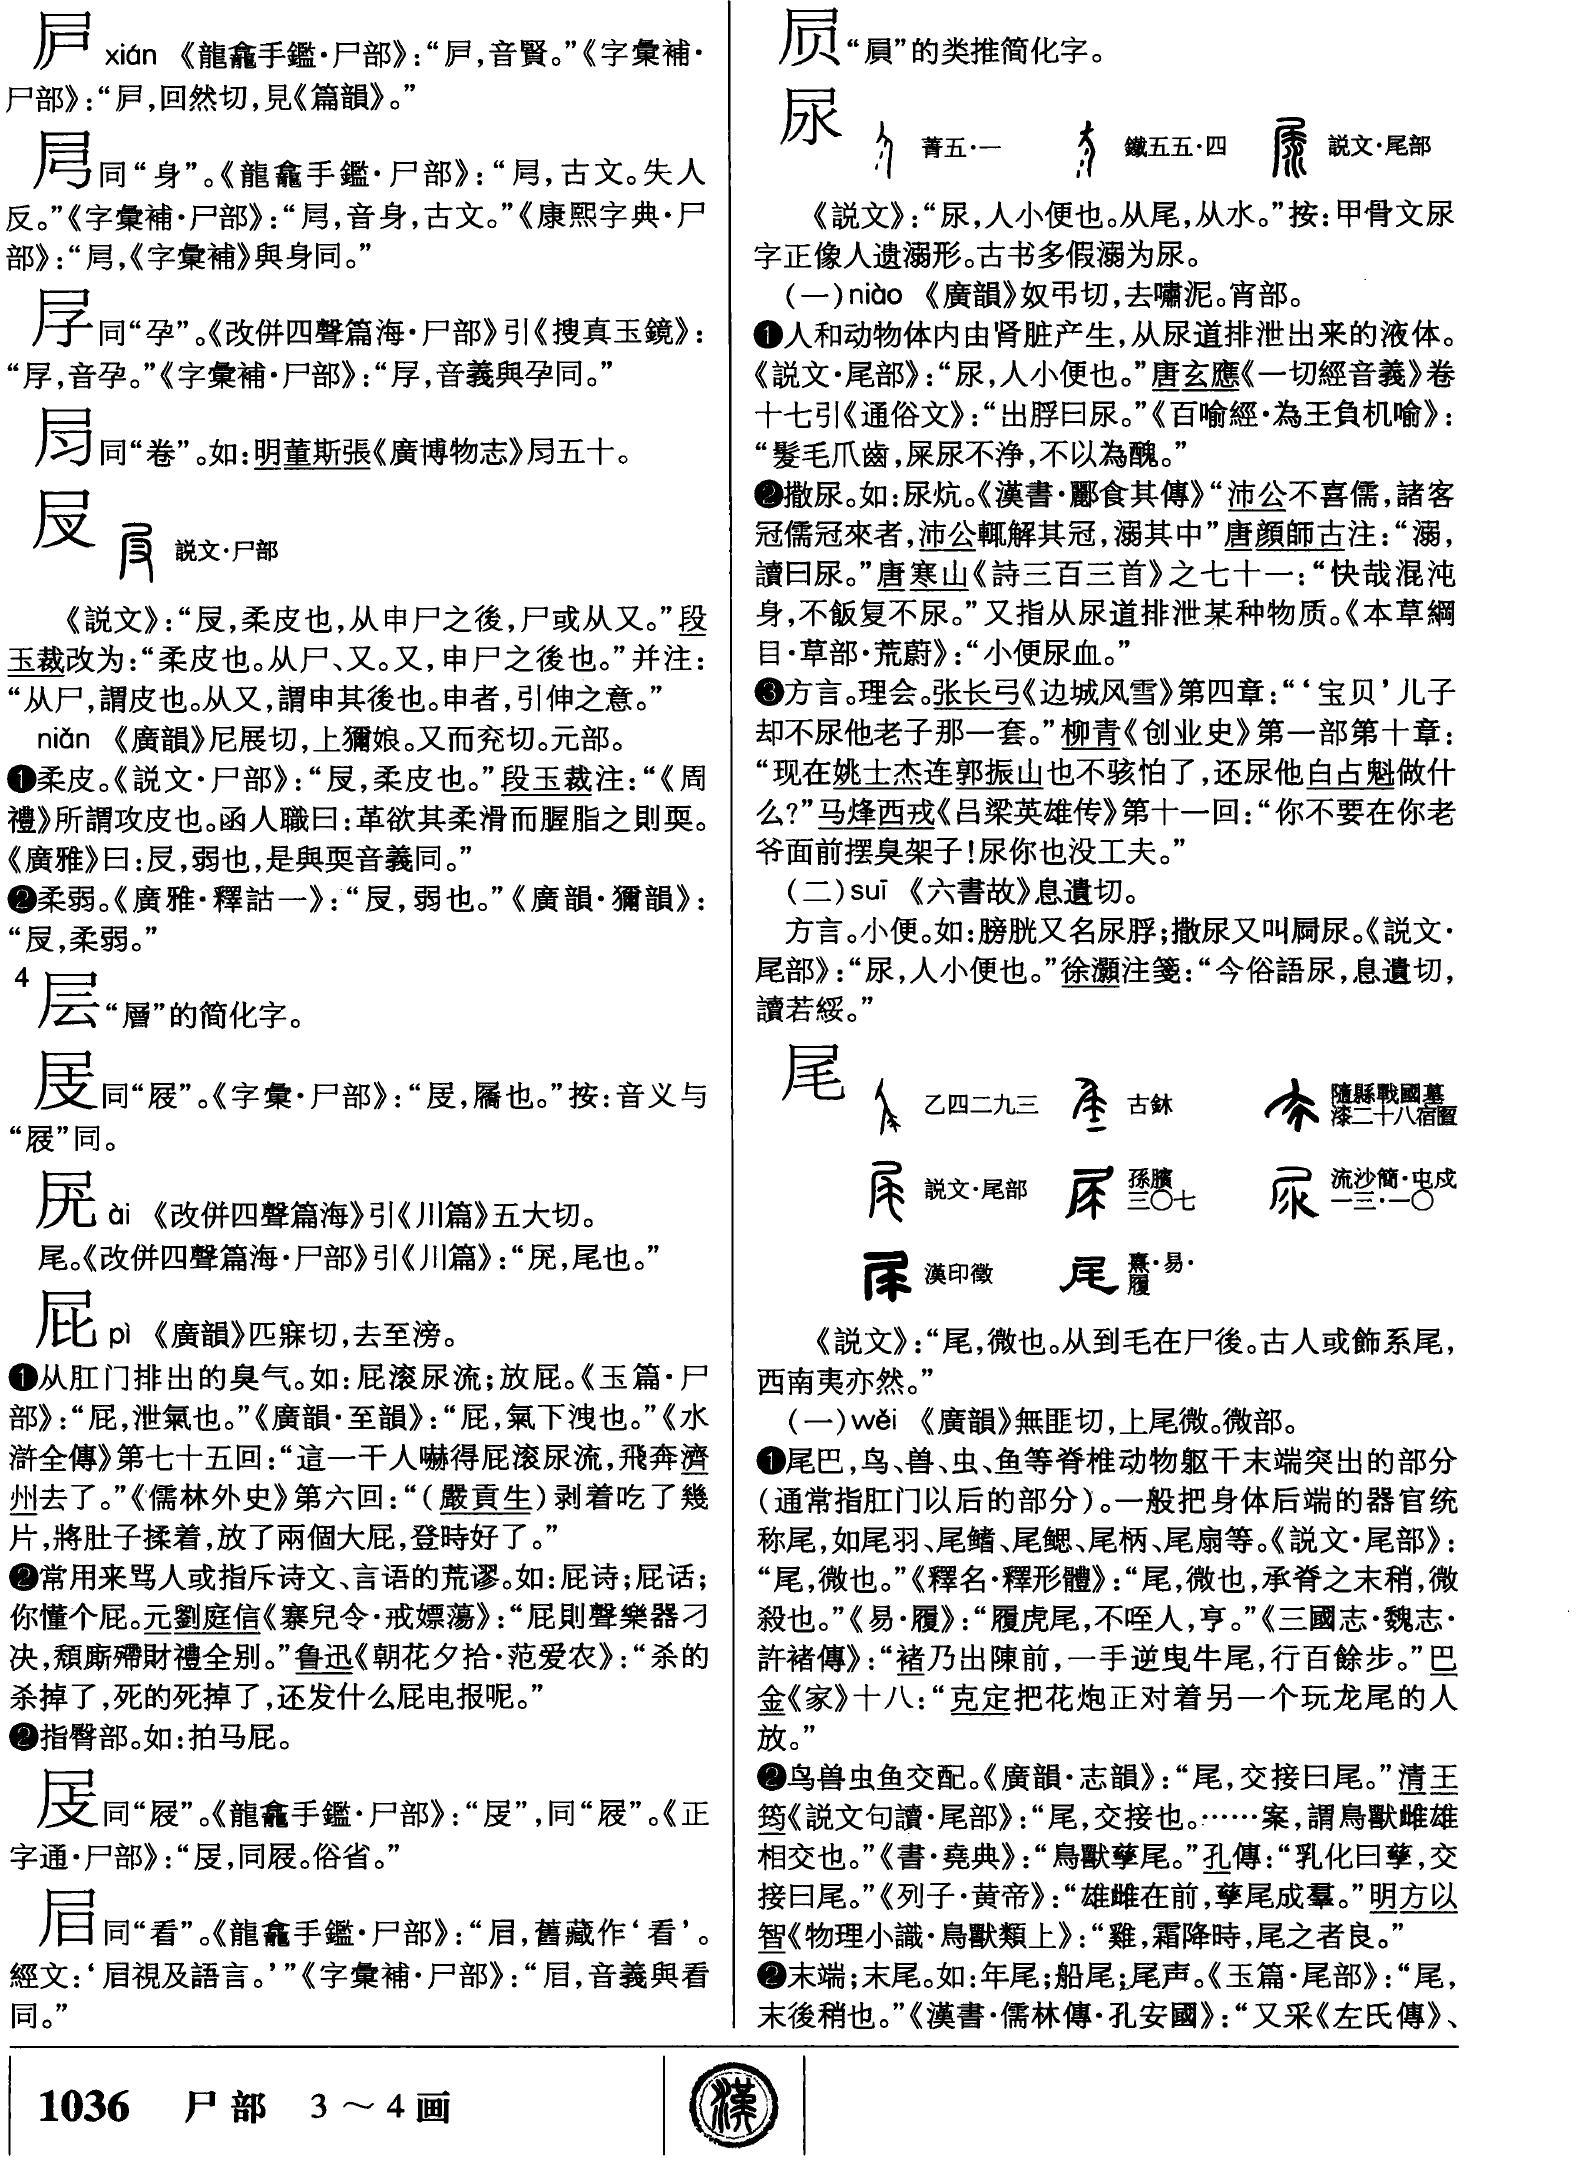 xián 《龍龕手鑑·尸部》：“戸，音賢。”《字彙補·
尸部》：“戸，回然切，見《篇韻》。”
同“身”。《龍龕手鑑·尸部》：“，古文。失人
反。”《字彙補·尸部》：“，音身，古文。”《康熙字典·尸
部》：“，《字彙補》與身同。”
同“孕”。《改併四聲篇海·尸部》引《搜真玉鏡》：
“，音孕。”《字彙補·尸部》：“，音義與孕同。”
同“卷”。如：明董斯張《廣博物志》五十。
㞋 説文·尸部
《説文》：“㞋，柔皮也，从申尸之後，尸或从又。”段
玉裁改为：“柔皮也。从尸、又。又，申尸之後也。”并注：
“从尸，謂皮也。从又，謂申其後也。申者，引伸之意。”
niǎn 《廣韻》尼展切，上獮娘。又而兖切。元部。
❶柔皮。《説文·尸部》：“㞋，柔皮也。”段玉裁注：“《周
禮》所謂攻皮也。函人職曰：革欲其柔滑而腥脂之則耎。
《廣雅》曰：㞋，弱也，是與耎音義同。”
❷柔弱。《廣雅·釋詁一》：“㞋，弱也。”《廣韻·獮韻》：
“㞋，柔弱。”
4
层 “層”的简化字。
同“屐”。《字彙·尸部》：“，屩也。”按：音义与
“屐”同。
ài 《改併四聲篇海》引《川篇》五大切。
尾。《改併四聲篇海·尸部》引《川篇》：“，尾也。”
屁 pì 《廣韻》匹寐切，去至滂。
❶从肛门排出的臭气。如：屁滚尿流；放屁。《玉篇·尸
部》：“屁，泄氣也。”《廣韻·至韻》：“屁，氣下洩也。”《水
滸全傳》第七十五回：“這一干人嚇得屁滚尿流，飛奔濟
州去了。”《儒林外史》第六回：“（嚴貢生）剥着吃了幾
片，將肚子揉着，放了兩個大屁，登時好了。”
❷常用来骂人或指斥诗文、言语的荒谬。如：屁诗；屁话；
你懂个屁。元劉庭信《寨兒令·戒嫖蕩》：“屁則聲樂器刁
决，頹廝殢財禮全别。”鲁迅《朝花夕拾·范爱农》：“杀的
杀掉了，死的死掉了，还发什么屁电报呢。”
❷指臀部。如：拍马屁。
同“屐”。《龍龕手鑑·尸部》：“”，同“屐”。《正
字通·尸部》：“，同屐。俗省。”
眉 同“看”。《龍龕手鑑·尸部》：“，舊藏作‘看’。
經文：‘視及語言。’”《字彙補·尸部》：“，音義與看
同。”
“屓”的类推简化字。
尿 菁五·一 鐵五五·四 説文·尾部
《説文》：“尿，人小便也。从尾，从水。”按：甲骨文尿
字正像人遗溺形。古书多假溺为尿。
（一）niào 《廣韻》奴弔切，去嘯泥。宵部。
❶人和动物体内由肾脏产生，从尿道排泄出来的液体。
《説文·尾部》：“尿，人小便也。”唐玄應《一切經音義》卷
十七引《通俗文》：“出脬曰尿。”《百喻經·為王負机喻》：
“髮毛爪齒，屎尿不浄，不以為醜。”
❷撒尿。如：尿炕。《漢書·酈食其傳》“沛公不喜儒，諸客
冠儒冠來者，沛公輒解其冠，溺其中”唐顔師古注：“溺，
讀曰尿。”唐寒山《詩三百三首》之七十一：“快哉混沌
身，不飯复不尿。”又指从尿道排泄某种物质。《本草綱
目·草部·茺蔚》：“小便尿血。”
❸方言。理会。张长弓《边城风雪》第四章：“‘宝贝’儿子
却不尿他老子那一套。”柳青《创业史》第一部第十章：
“现在姚士杰连郭振山也不骇怕了，还尿他白占魁做什
么？”马烽西戎《吕梁英雄传》第十一回：“你不要在你老
爷面前摆臭架子！尿你也没工夫。”
（二）suī 《六書故》息遺切。
方言。小便。如：膀胱又名尿脬；撒尿又叫屙尿。《説文·
尾部》：“尿，人小便也。”徐灝注箋：“今俗語尿，息遺切，
讀若綏。”
尾 乙四二九三 古鉥 隨縣戰國墓漆二十八宿匫
説文·尾部 孫臏三〇七 流沙簡·屯戍一三·一〇
漢印徵 熹·易·履
《説文》：“尾，微也。从到毛在尸後。古人或飾系尾，
西南夷亦然。”
（一）wěi 《廣韻》無匪切，上尾微。微部。
❶尾巴，鸟、兽、虫、鱼等脊椎动物躯干末端突出的部分
（通常指肛门以后的部分）。一般把身体后端的器官统
称尾，如尾羽、尾鳍、尾鳃、尾柄、尾扇等。《説文·尾部》：
“尾，微也。”《釋名·釋形體》：“尾，微也，承脊之末稍，微
殺也。”《易·履》：“履虎尾，不咥人，亨。”《三國志·魏志·
許褚傳》：“褚乃出陳前，一手逆曳牛尾，行百餘步。”巴
金《家》十八：“克定把花炮正对着另一个玩龙尾的人
放。”
❷鸟兽虫鱼交配。《廣韻·志韻》：“尾，交接曰尾。”清王
筠《説文句讀·尾部》：“尾，交接也。……案，謂鳥獸雌雄
相交也。”《書·堯典》：“鳥獸孳尾。”孔傳：“乳化曰孳，交
接曰尾。”《列子·黄帝》：“雄雌在前，孳尾成羣。”明方以
智《物理小識·鳥獸類上》：“雞，霜降時，尾之者良。”
❷末端；末尾。如：年尾；船尾；尾声。《玉篇·尾部》：“尾，
末後稍也。”《漢書·儒林傳·孔安國》：“又采《左氏傳》、
1036 尸部 3～4画
漢